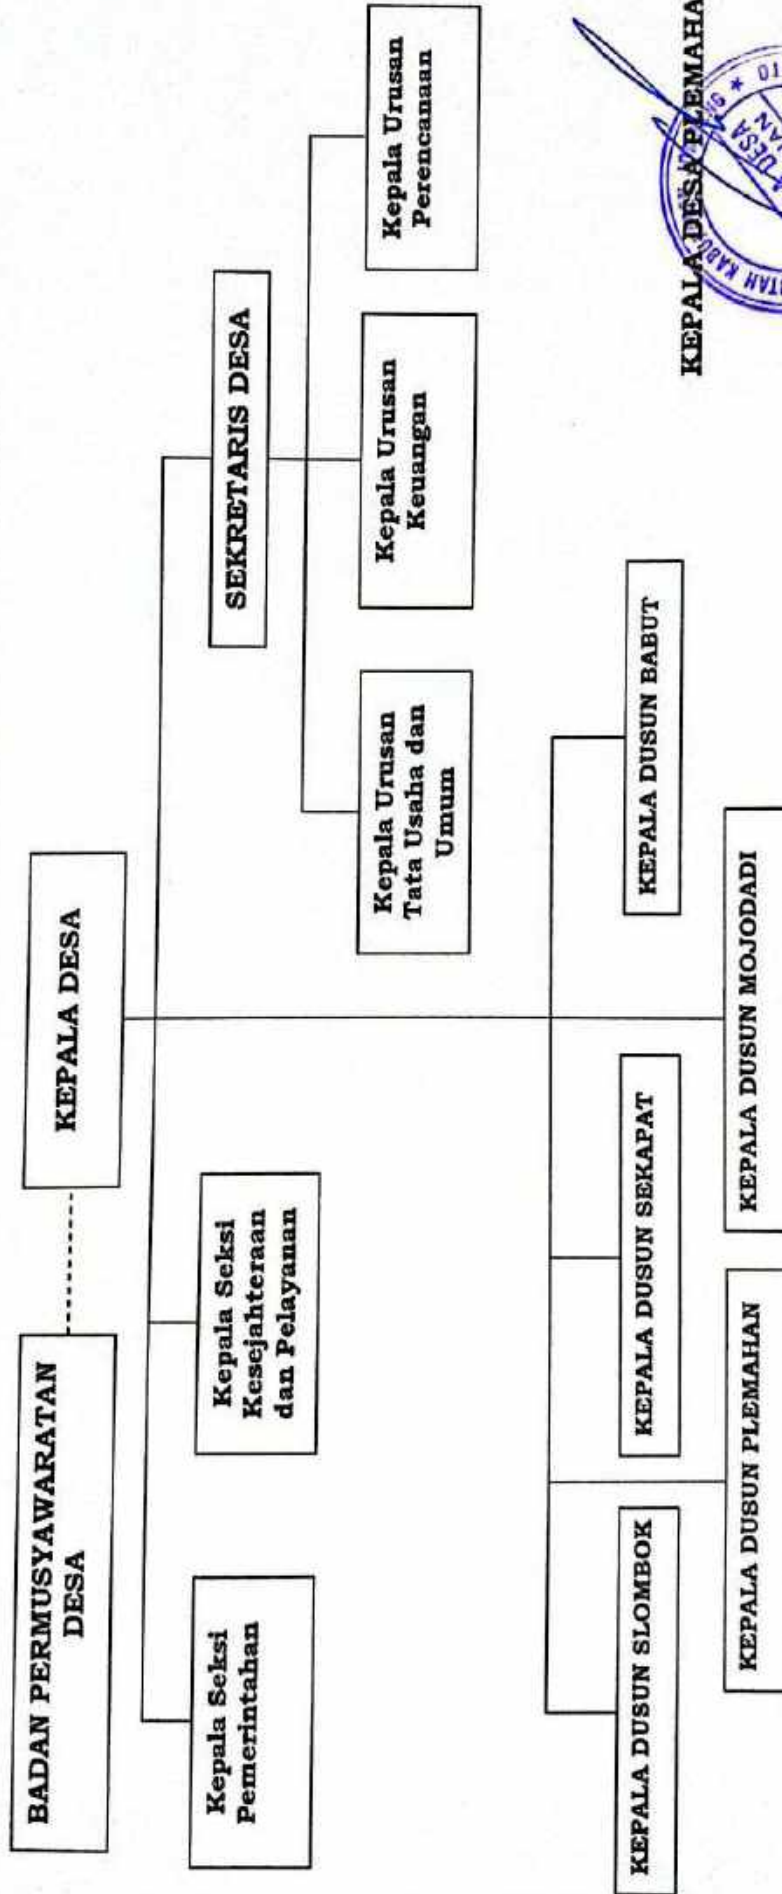 BADAN PERMUSYAWARATAN
DESA
KEPALA DESA
Kepala Seksi
Pemerintahan
Kepala Seksi
Kesejahteraan
dan Pelayanan
SEKRETARIS DESA
Kepala Urusan
Tata Usaha dan
Umum
Kepala Urusan
Keuangan
Kepala Urusan
Perencanaan
KEPALA DUSUN SLOMBOK
KEPALA DUSUN SEKAPAT
KEPALA DUSUN BABUT
KEPALA DUSUN PLEMAHAN
KEPALA DUSUN MOJODADI
KEPALA DESA PLEMAHA
DESA